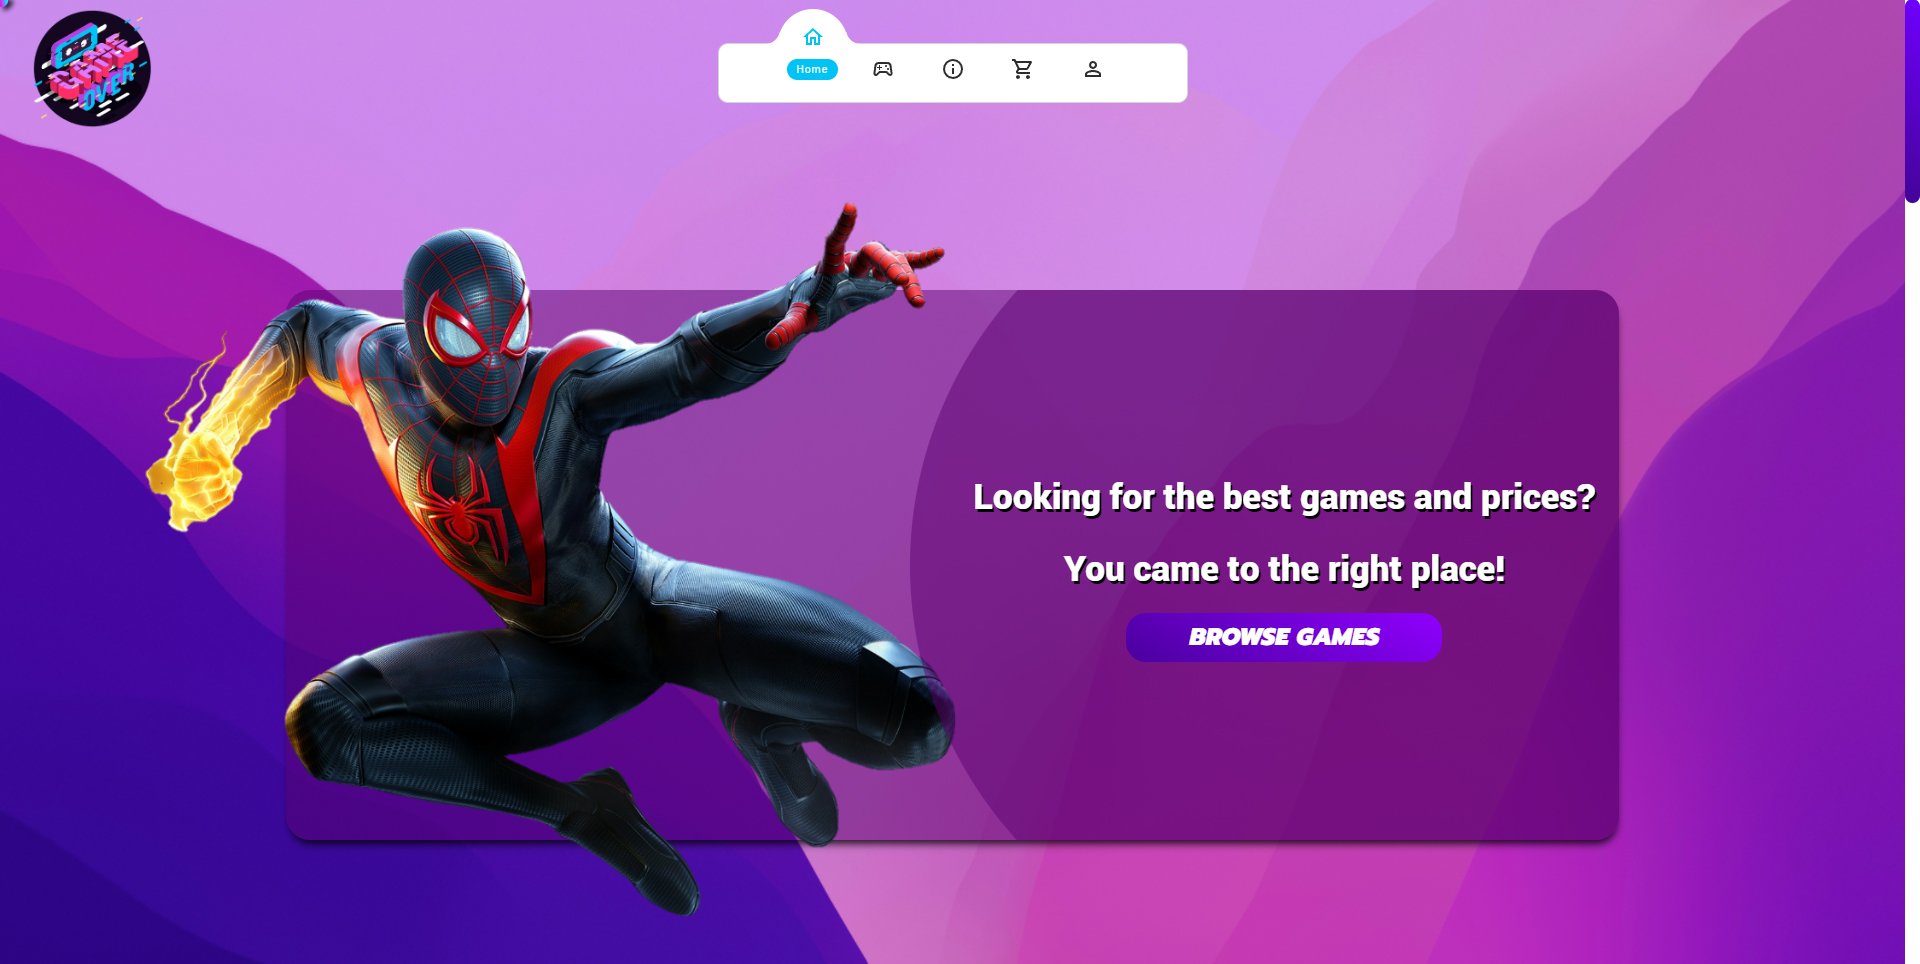 GAME
OVER
Home
Looking for the best games and prices?
You came to the right place!
BROWSE GAMES